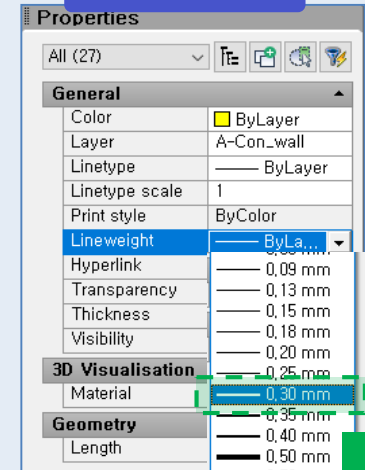 Properties
All (27)
General
Color ByLayer
Layer A-Con_wall
Linetype ByLayer
Linetype scale 1
Print style ByColor
Lineweight ByLa...
Hyperlink 0,09 mm
Transparency 0,13 mm
Thickness 0,15 mm
Visibility 0,18 mm
0,20 mm
3D Visualisation 0,25 mm
Material 0,30 mm
Geometry 0,35 mm
0,40 mm
Length 0,50 mm